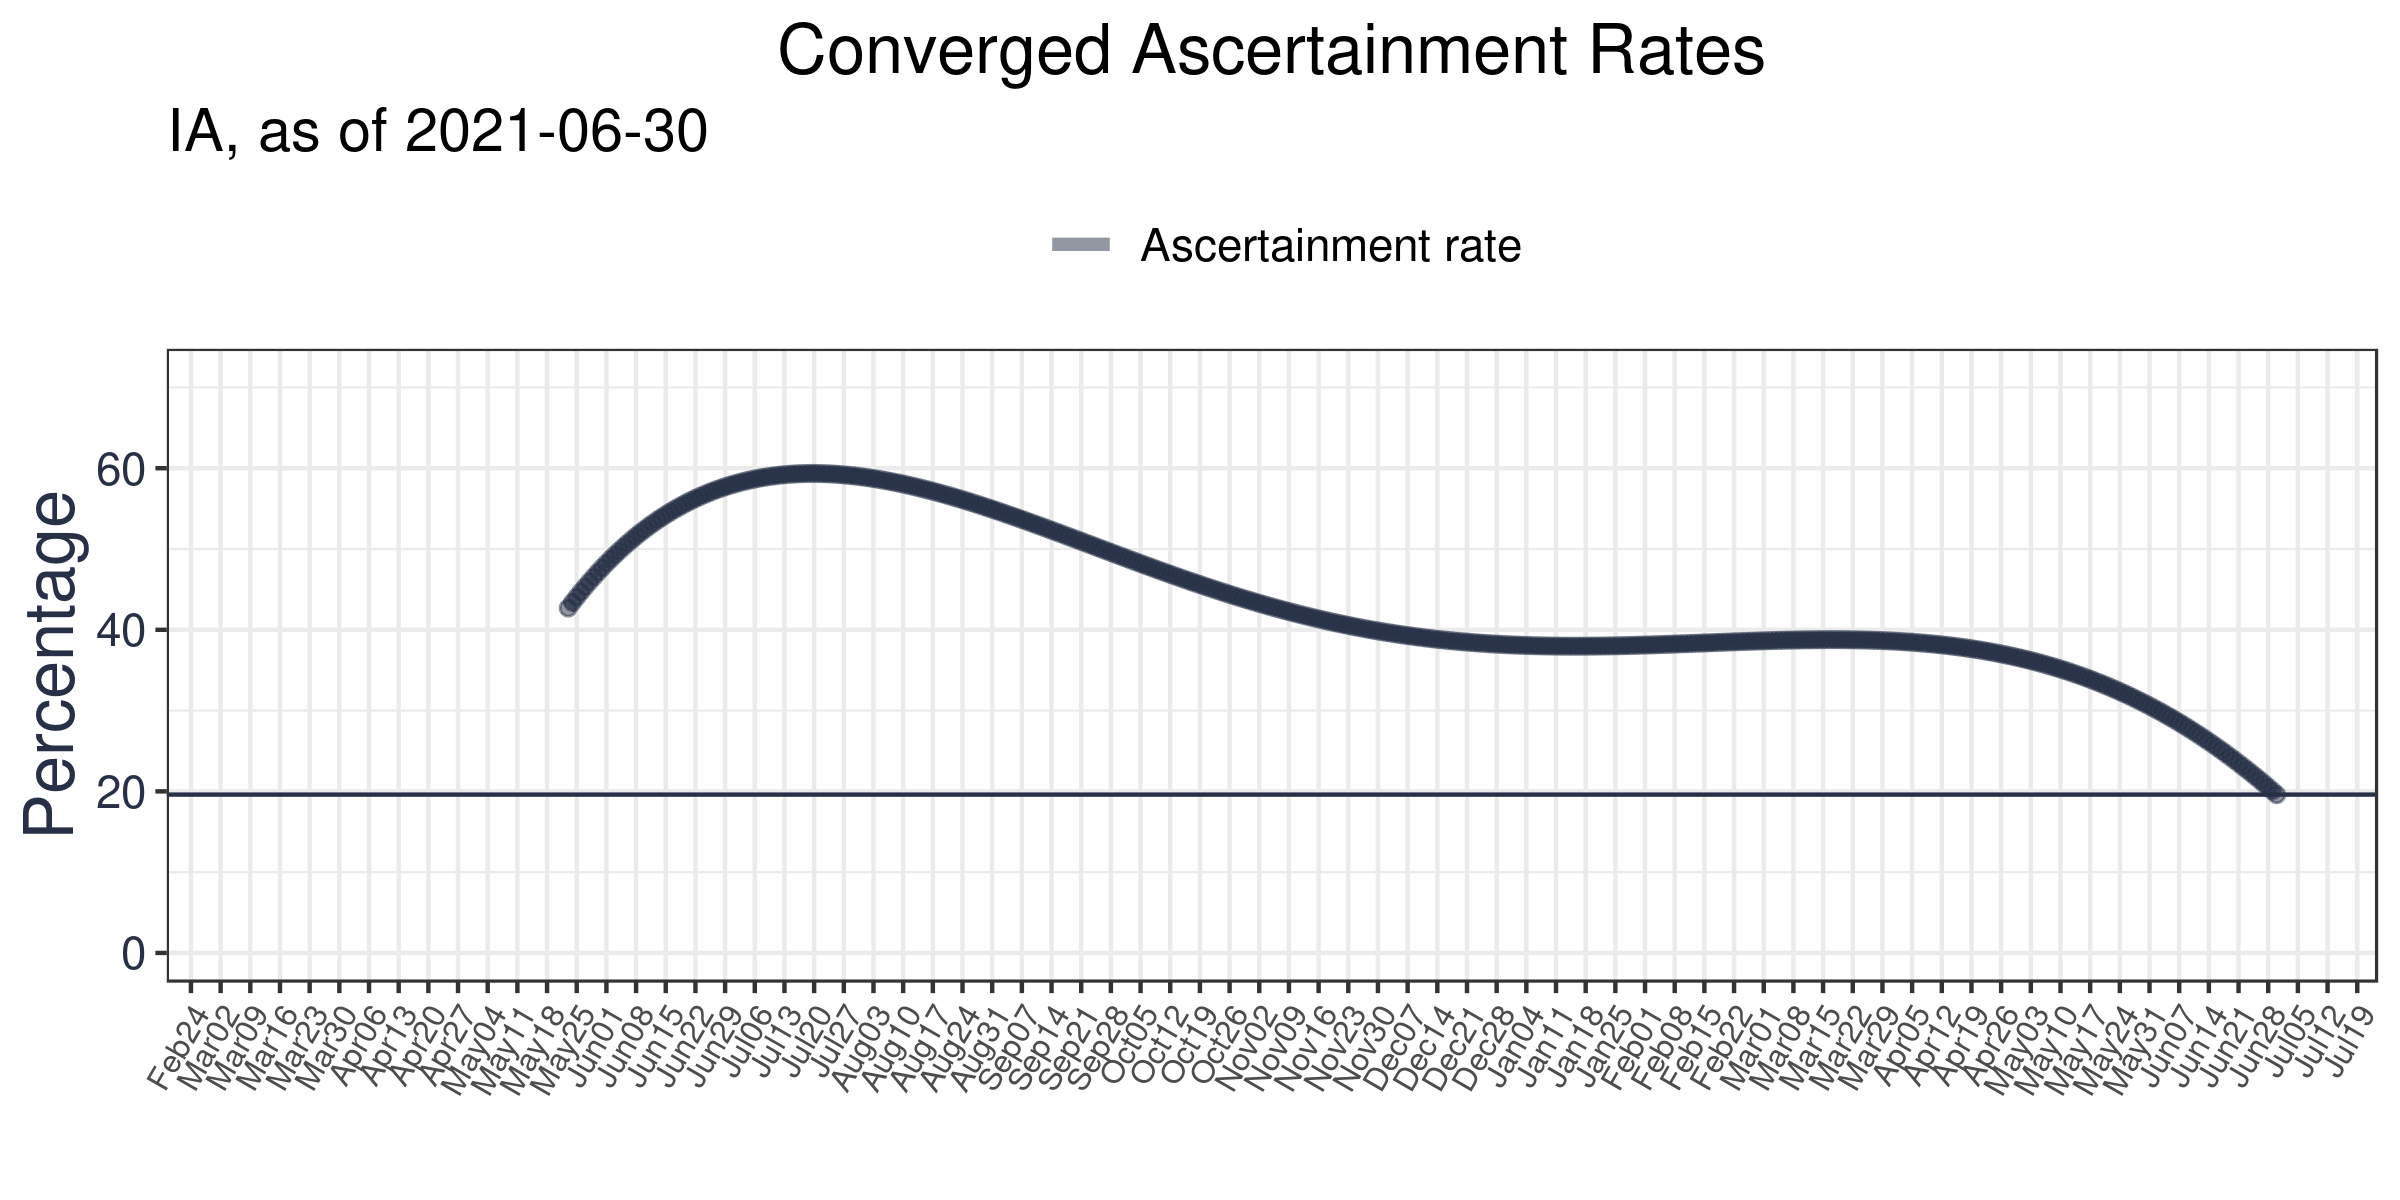 Converged Ascertainment Rates
IA, as of 2021-06-30
Ascertainment rate
Percentage
60
40
20
0
Feb24
Mar02
Mar09
Mar16
Mar23
Mar30
Apr06
Apr13
Apr20
Apr27
May04
May11
May18
May25
Jun01
Jun08
Jun15
Jun22
Jun29
Jul06
Jul13
Jul20
Jul27
Aug03
Aug10
Aug17
Aug24
Aug31
Sep07
Sep14
Sep21
Sep28
Oct05
Oct12
Oct19
Oct26
Nov02
Nov09
Nov16
Nov23
Nov30
Dec07
Dec14
Dec21
Dec28
Jan04
Jan11
Jan18
Jan25
Feb01
Feb08
Feb15
Feb22
Mar01
Mar08
Mar15
Mar22
Mar29
Apr05
Apr12
Apr19
Apr26
May03
May10
May17
May24
May31
Jun07
Jun14
Jun21
Jun28
Jul05
Jul12
Jul19